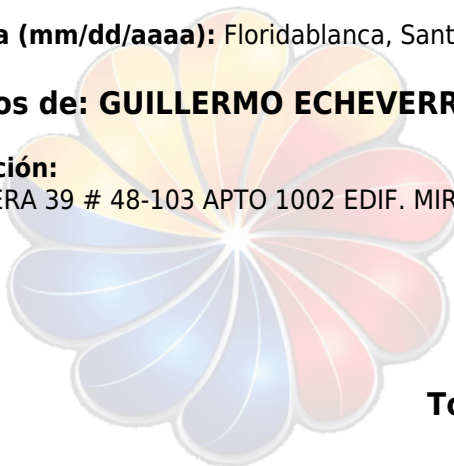 a (mm/dd/aaaa): Floridablanca, Sant
os de: GUILLERMO ECHEVERR
ción:
ERA 39 # 48-103 APTO 1002 EDIF. MIR
To